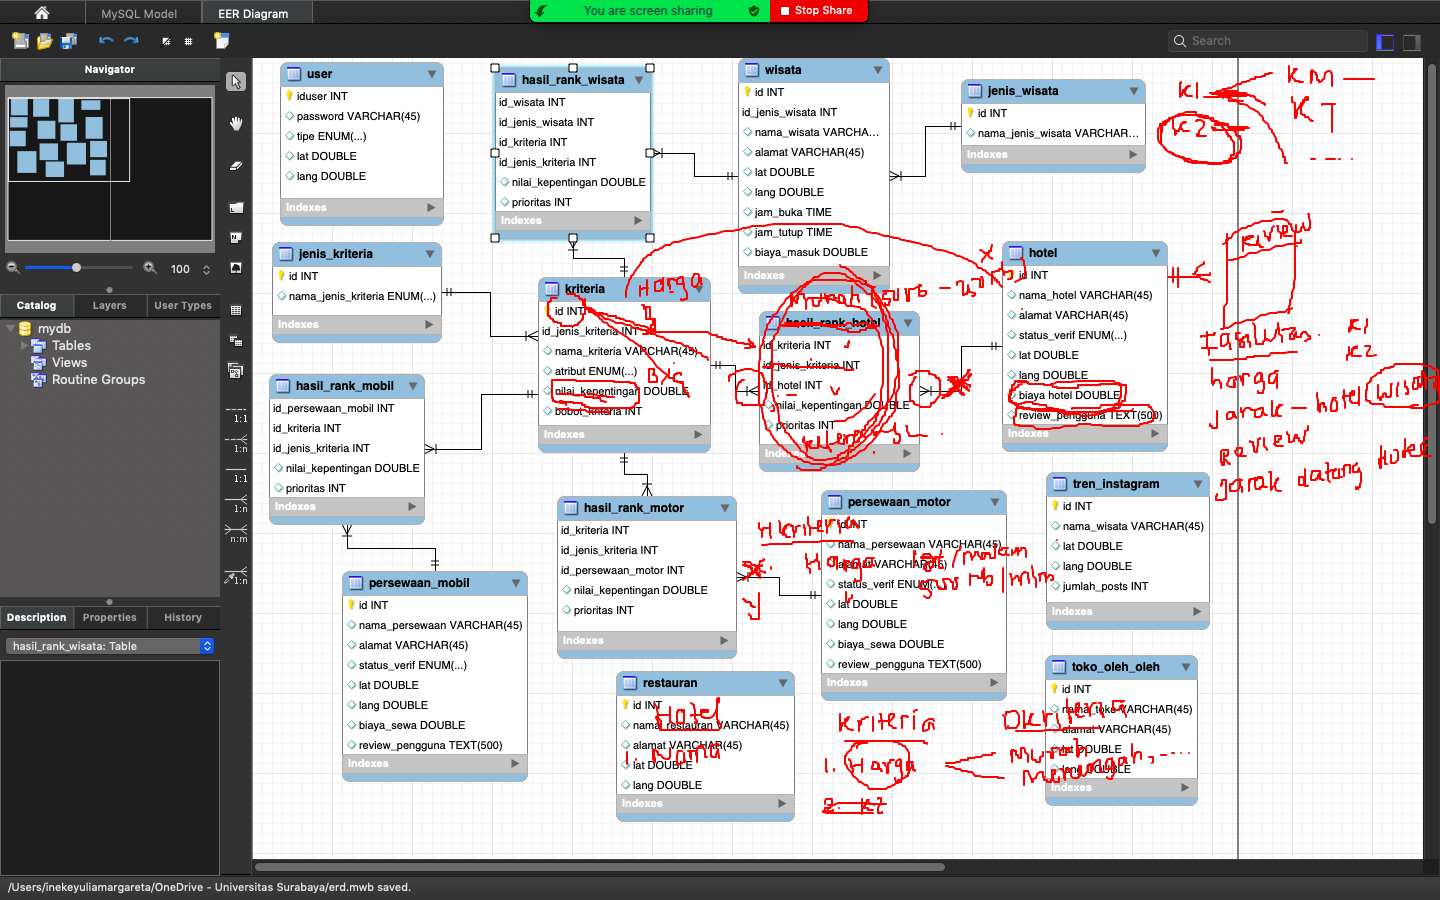 MySQL Model
EER Diagram
You are screen sharing
Stop Share
Search
Navigator
100
Catalog
Layers
User Types
mydb
Tables
Views
Routine Groups
Description
Properties
History
hasil_rank_wisata: Table
1:1
1:n
1:1
1:n
n:m
1:n
user
iduser INT
password VARCHAR(45)
tipe ENUM(...)
lat DOUBLE
lang DOUBLE
Indexes
hasil_rank_wisata
id_wisata INT
id_jenis_wisata INT
id_kriteria INT
id_jenis_kriteria INT
nilai_kepentingan DOUBLE
prioritas INT
Indexes
wisata
id INT
id_jenis_wisata INT
nama_wisata VARCHA...
alamat VARCHAR(45)
lat DOUBLE
lang DOUBLE
jam_buka TIME
jam_tutup TIME
biaya_masuk DOUBLE
Indexes
jenis_wisata
id INT
nama_jenis_wisata VARCHAR...
Indexes
K1
KM
KT
K2
jenis_kriteria
id INT
nama_jenis_kriteria ENUM(...)
Indexes
kriteria
Harga
id INT
id_jenis_kriteria INT
nama_kriteria VARCHAR(45)
atribut ENUM(...)
nilai_kepentingan DOUBLE
bobot_kriteria INT
Indexes
hasil_rank_hotel
id_kriteria INT
id_jenis_kriteria INT
id_hotel INT
nilai_kepentingan DOUBLE
prioritas INT
Indexes
hotel
id INT
nama_hotel VARCHAR(45)
alamat VARCHAR(45)
status_verif ENUM(...)
lat DOUBLE
lang DOUBLE
biaya hotel DOUBLE
review_pengguna TEXT(500)
Indexes
Review
K1
K2
harga
jarak - hotel wisata
Review
jarak datang Hotel
hasil_rank_mobil
id_persewaan_mobil INT
id_kriteria INT
id_jenis_kriteria INT
nilai_kepentingan DOUBLE
prioritas INT
Indexes
hasil_rank_motor
id_kriteria INT
id_jenis_kriteria INT
id_persewaan_motor INT
nilai_kepentingan DOUBLE
prioritas INT
Indexes
persewaan_motor
id INT
nama_persewaan VARCHAR(45)
alamat VARCHAR(45)
status_verif ENUM(...)
lat DOUBLE
lang DOUBLE
biaya_sewa DOUBLE
review_pengguna TEXT(500)
Indexes
Harga
tren_instagram
id INT
nama_wisata VARCHAR(45)
lat DOUBLE
lang DOUBLE
jumlah_posts INT
Indexes
persewaan_mobil
id INT
nama_persewaan VARCHAR(45)
alamat VARCHAR(45)
status_verif ENUM(...)
lat DOUBLE
lang DOUBLE
biaya_sewa DOUBLE
review_pengguna TEXT(500)
Indexes
restauran
id INT
nama_restauran VARCHAR(45)
alamat VARCHAR(45)
lat DOUBLE
lang DOUBLE
Indexes
Hotel
1. Nama
Kriteria
1. Harga
2. K2
toko_oleh_oleh
id INT
nama_toko VARCHAR(45)
alamat VARCHAR(45)
lat DOUBLE
lang DOUBLE
Indexes
Dkriteria
Murah
Menengah, ....
/Users/inekeyuliamargareta/OneDrive - Universitas Surabaya/erd.mwb saved.